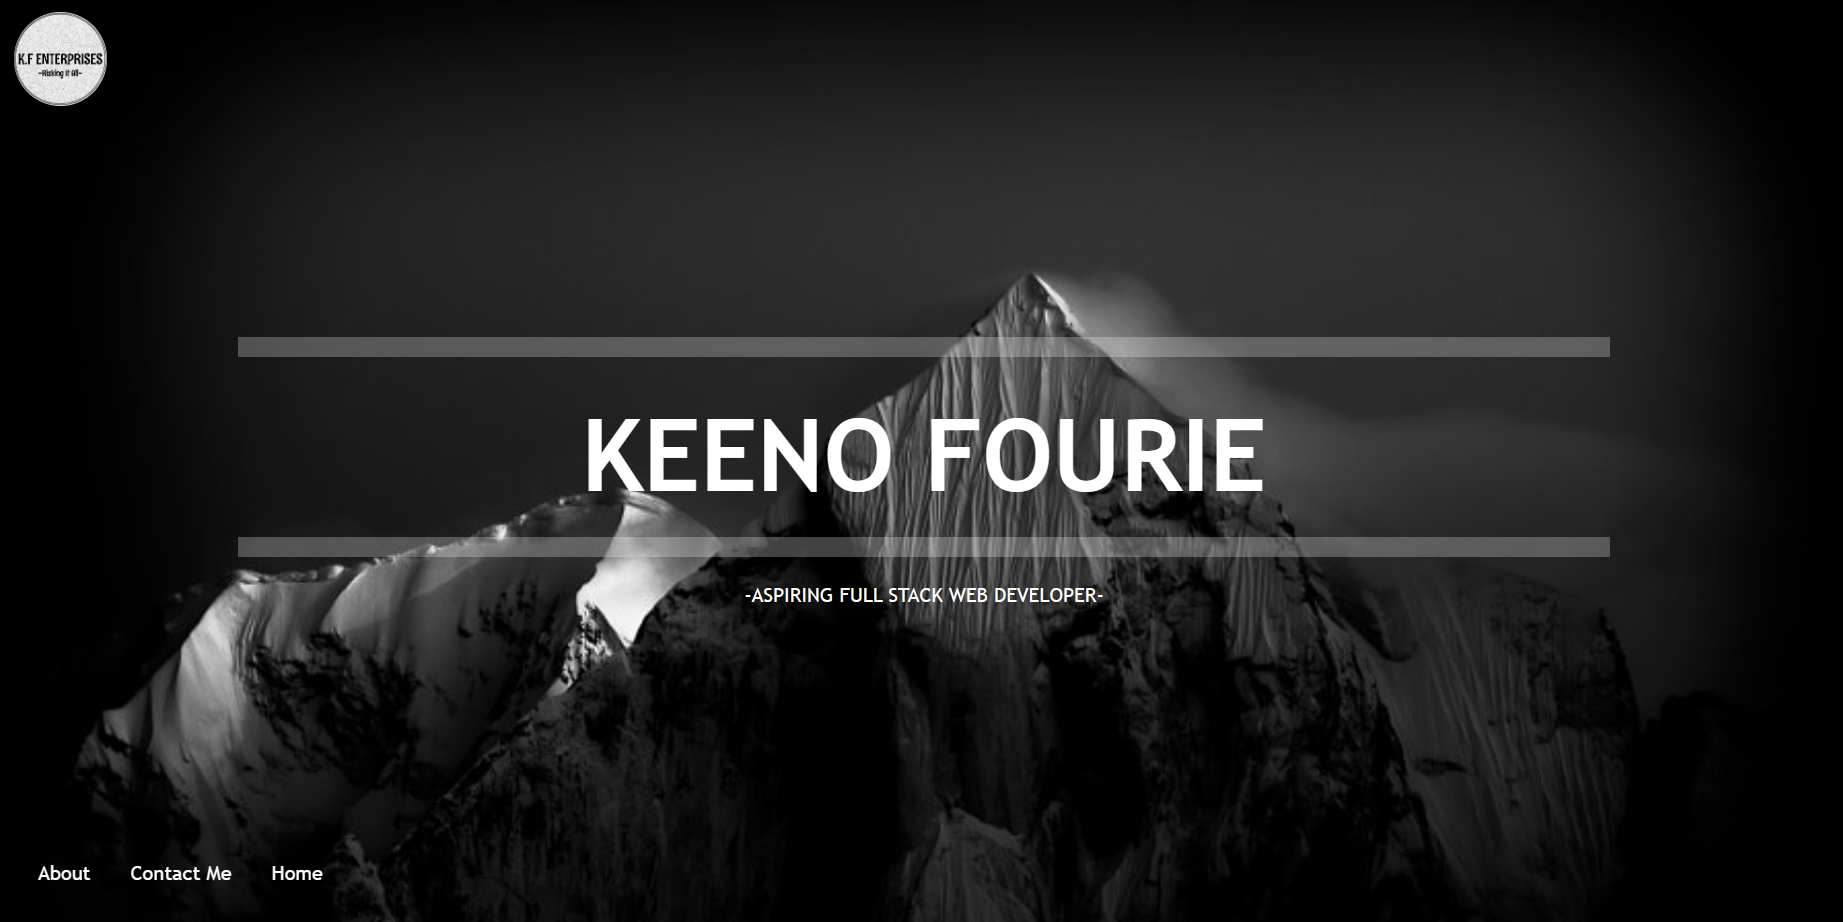 K.F ENTERPRISES
~Risking It All~
KEENO FOURIE
-ASPIRING FULL STACK WEB DEVELOPER-
About Contact Me Home